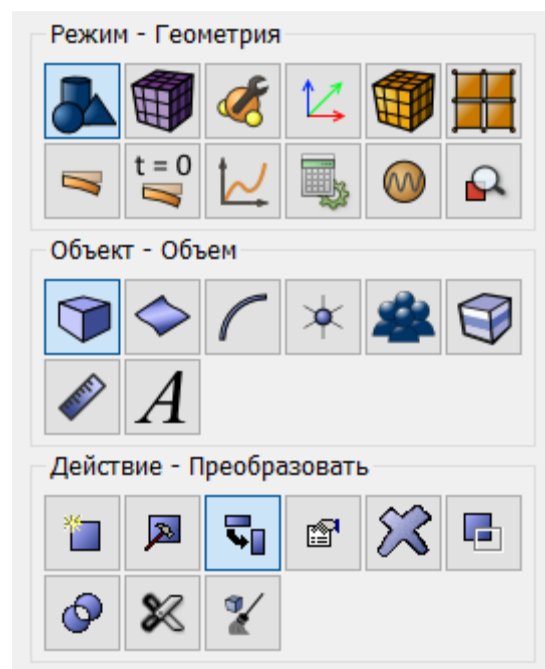 Режим - Геометрия
t = 0
Объект - Объем
A
Действие - Преобразовать